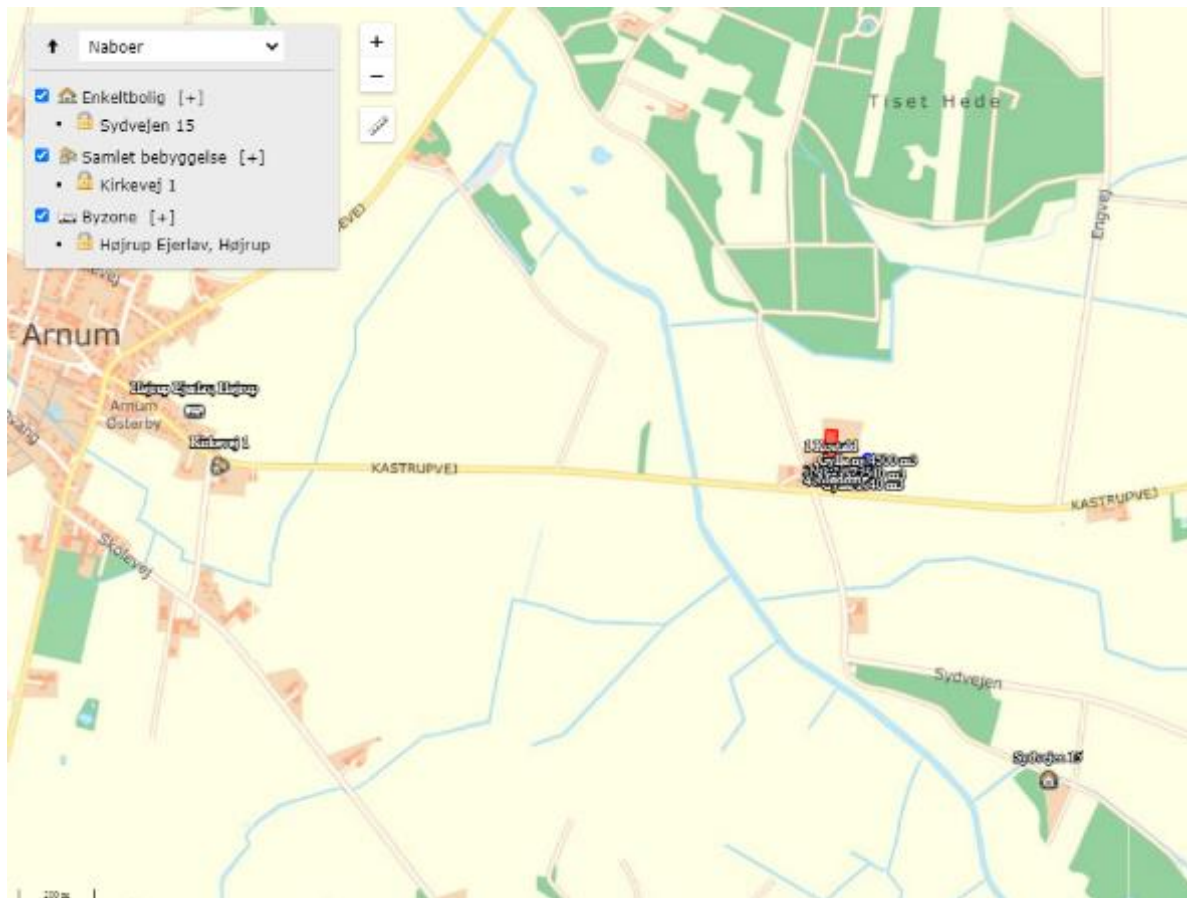 Naboer
Enkeltbolig [+]
Sydvejen 15
Samlet bebyggelse [+]
Kirkevej 1
Byzone [+]
Højrup Ejerlav, Højrup
+
−
Tiset Hede
Engvej
Arnum
Højrup Ejerlav, Højrup
Arnum
Østerby
Kirkevej 1
KASTRUPVEJ
KASTRUPVEJ
Skolevej
Sydvejen
Sydvejen 15
200 m